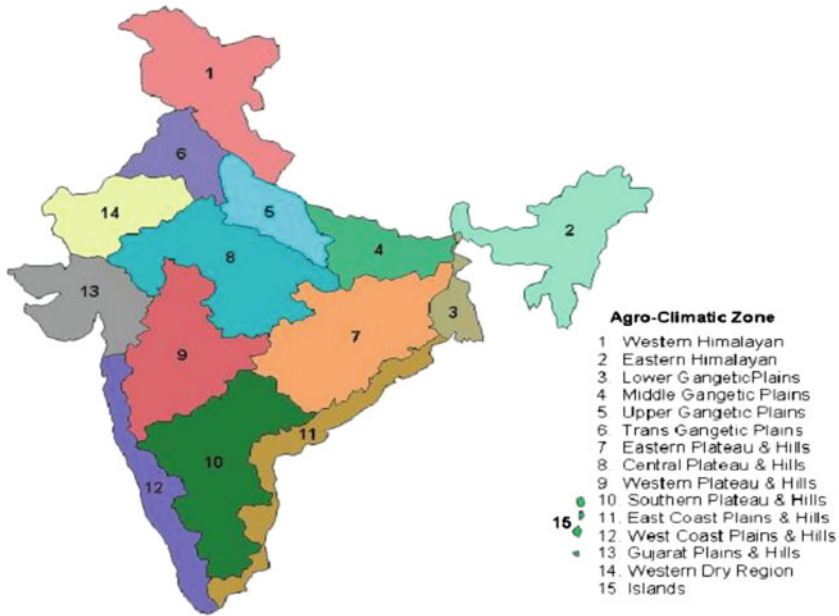 1
6
14
5
2
8
4
13
3
7
9
11
10
12
15
Agro-Climatic Zone
1 Western Himalayan
2 Eastern Himalayan
3. Lower GangeticPlains
4 Middle Gangetic Plains
5 Upper Gangetic Plains
6. Trans Gangetic Plains
7 Eastern Plateau & Hills
8 Central Plateau & Hills
9 Western Plateau & Hills
10. Southern Plateau & Hills
11. East Coast Plains & Hills
12. West Coast Plains & Hills
13. Gujarat Plains & Hills
14. Western Dry Region
15. Islands